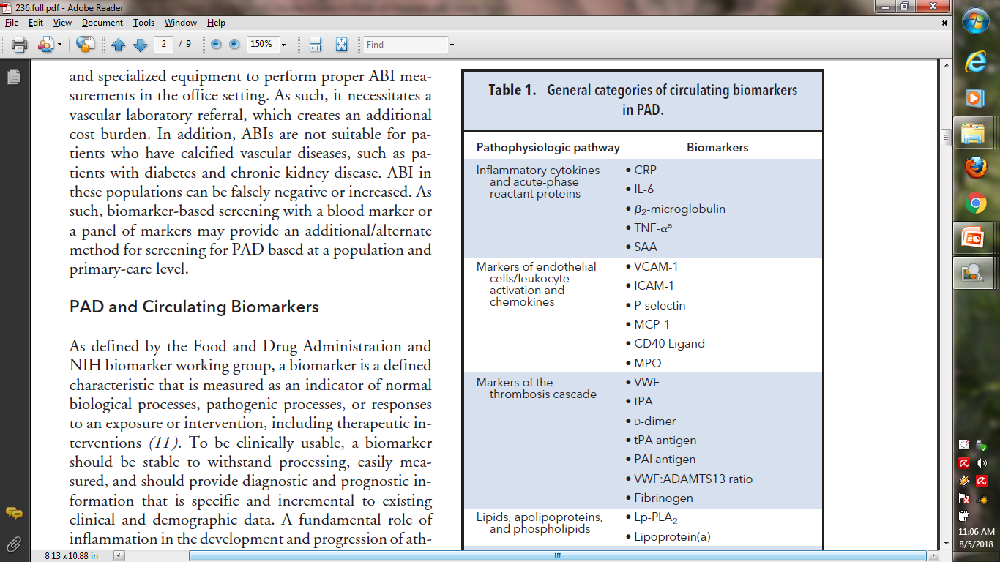 236.full.pdf - Adobe Reader
File Edit View Document Tools Window Help
2 / 9 150% Find
and specialized equipment to perform proper ABI mea-
surements in the office setting. As such, it necessitates a
vascular laboratory referral, which creates an additional
cost burden. In addition, ABIs are not suitable for pa-
tients who have calcified vascular diseases, such as pa-
tients with diabetes and chronic kidney disease. ABI in
these populations can be falsely negative or increased. As
such, biomarker-based screening with a blood marker or
a panel of markers may provide an additional/alternate
method for screening for PAD based at a population and
primary-care level.
PAD and Circulating Biomarkers
As defined by the Food and Drug Administration and
NIH biomarker working group, a biomarker is a defined
characteristic that is measured as an indicator of normal
biological processes, pathogenic processes, or responses
to an exposure or intervention, including therapeutic in-
terventions (11). To be clinically usable, a biomarker
should be stable to withstand processing, easily mea-
sured, and should provide diagnostic and prognostic in-
formation that is specific and incremental to existing
clinical and demographic data. A fundamental role of
inflammation in the development and progression of ath-
Table 1. General categories of circulating biomarkers
in PAD.
Pathophysiologic pathway Biomarkers
Inflammatory cytokines
and acute-phase
reactant proteins
• CRP
• IL-6
• β₂-microglobulin
• TNF-αᵃ
• SAA
Markers of endothelial
cells/leukocyte
activation and
chemokines
• VCAM-1
• ICAM-1
• P-selectin
• MCP-1
• CD40 Ligand
• MPO
Markers of the
thrombosis cascade
• VWF
• tPA
• D-dimer
• tPA antigen
• PAI antigen
• VWF:ADAMTS13 ratio
• Fibrinogen
Lipids, apolipoproteins,
and phospholipids
• Lp-PLA₂
• Lipoprotein(a)
8.13 x 10.88 in
11:06 AM
8/5/2018